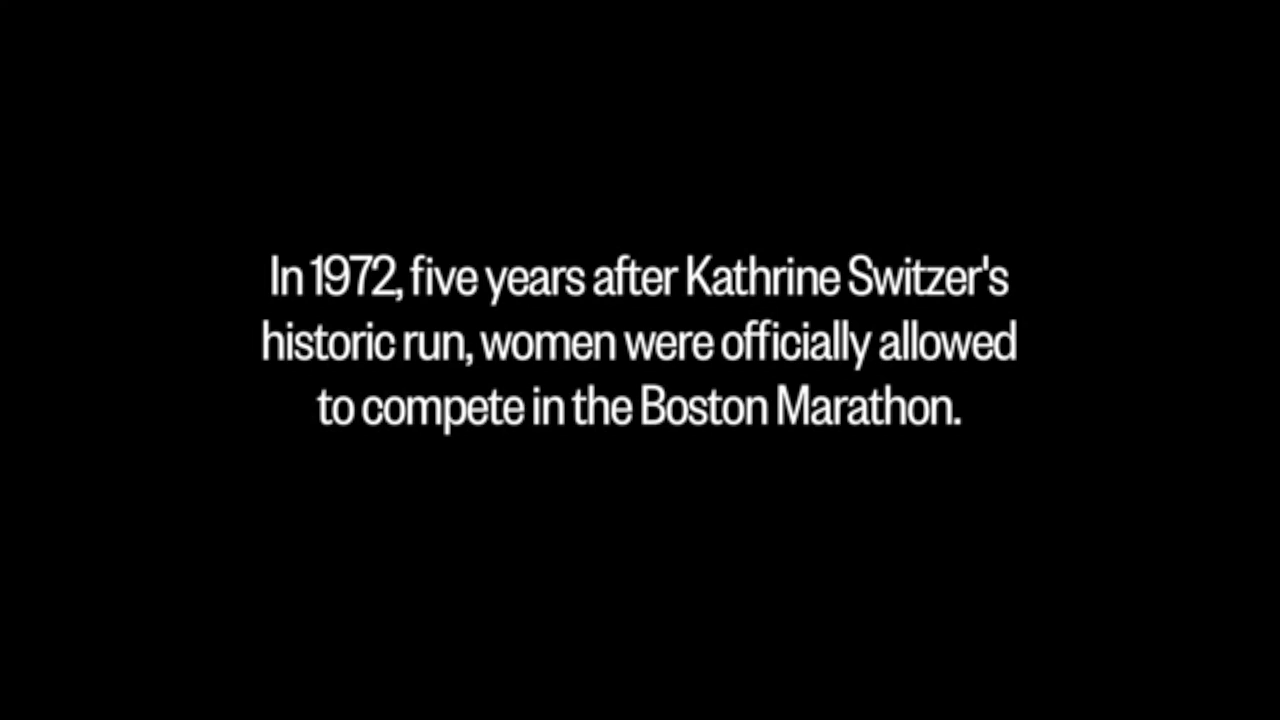 In 1972, five years after Kathrine Switzer's
historic run, women were officially allowed
to compete in the Boston Marathon.